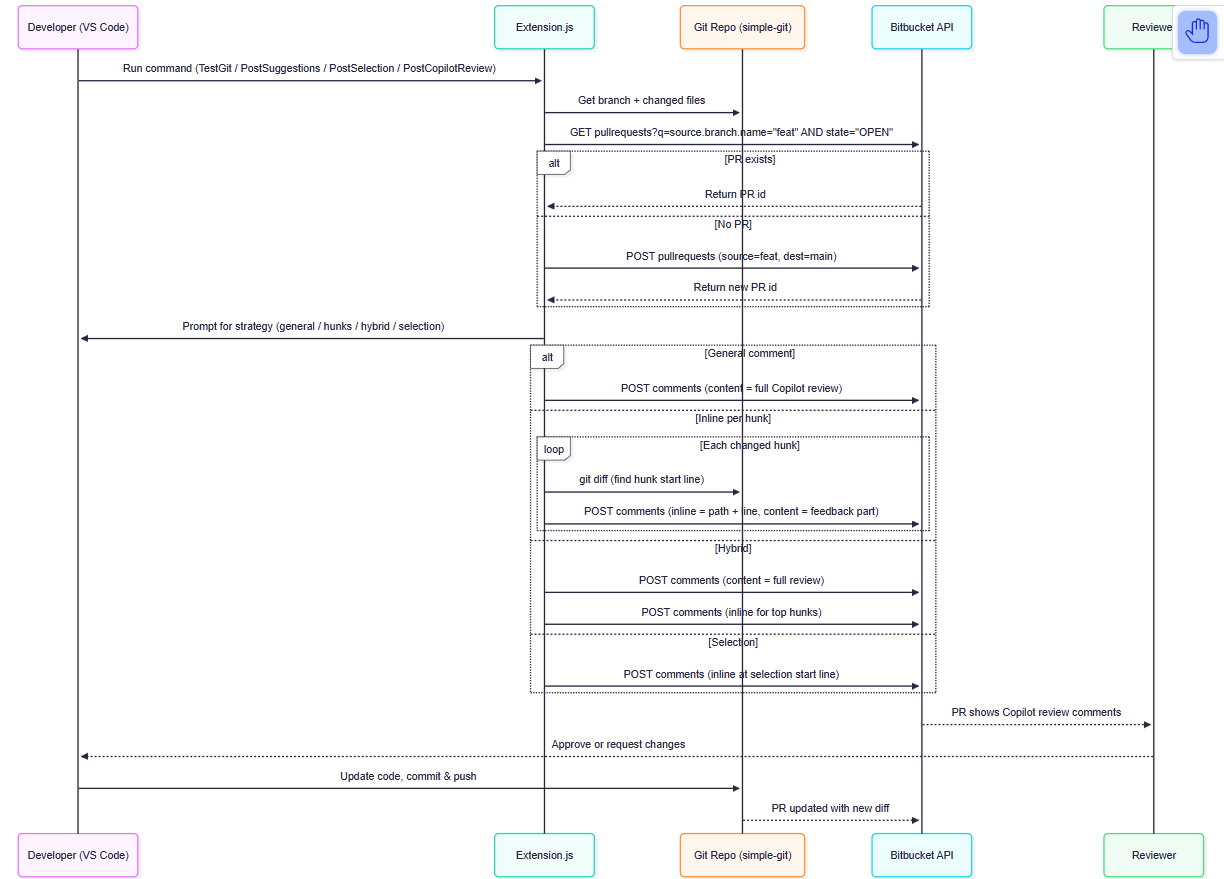 Developer (VS Code)
Extension.js
Git Repo (simple-git)
Bitbucket API
Reviewe
Run command (TestGit / PostSuggestions / PostSelection / PostCopilotReview)
Get branch + changed files
GET pullrequests?q=source.branch.name="feat" AND state="OPEN"
alt
[PR exists]
Return PR id
[No PR]
POST pullrequests (source=feat, dest=main)
Return new PR id
Prompt for strategy (general / hunks / hybrid / selection)
alt
[General comment]
POST comments (content = full Copilot review)
[Inline per hunk]
loop
[Each changed hunk]
git diff (find hunk start line)
POST comments (inline = path + line, content = feedback part)
[Hybrid]
POST comments (content = full review)
POST comments (inline for top hunks)
[Selection]
POST comments (inline at selection start line)
PR shows Copilot review comments
Approve or request changes
Update code, commit & push
PR updated with new diff
Developer (VS Code)
Extension.js
Git Repo (simple-git)
Bitbucket API
Reviewer